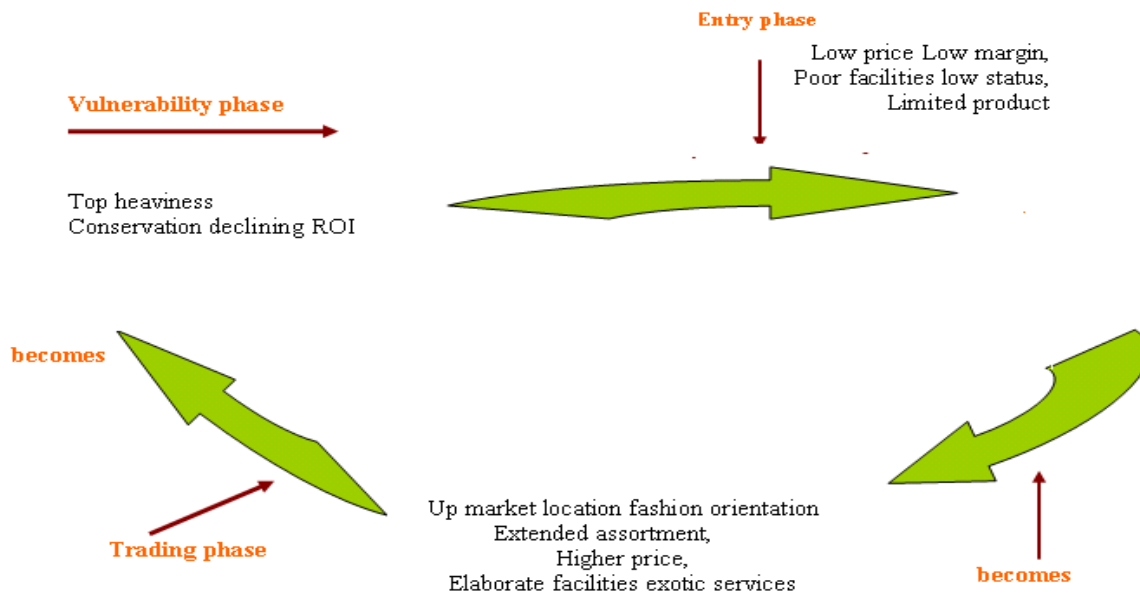 Entry phase
Low price Low margin,
Poor facilities low status,
Limited product
Vulnerability phase
Top heaviness
Conservation declining ROI
becomes
Trading phase
Up market location fashion orientation
Extended assortment,
Higher price,
Elaborate facilities exotic services
becomes